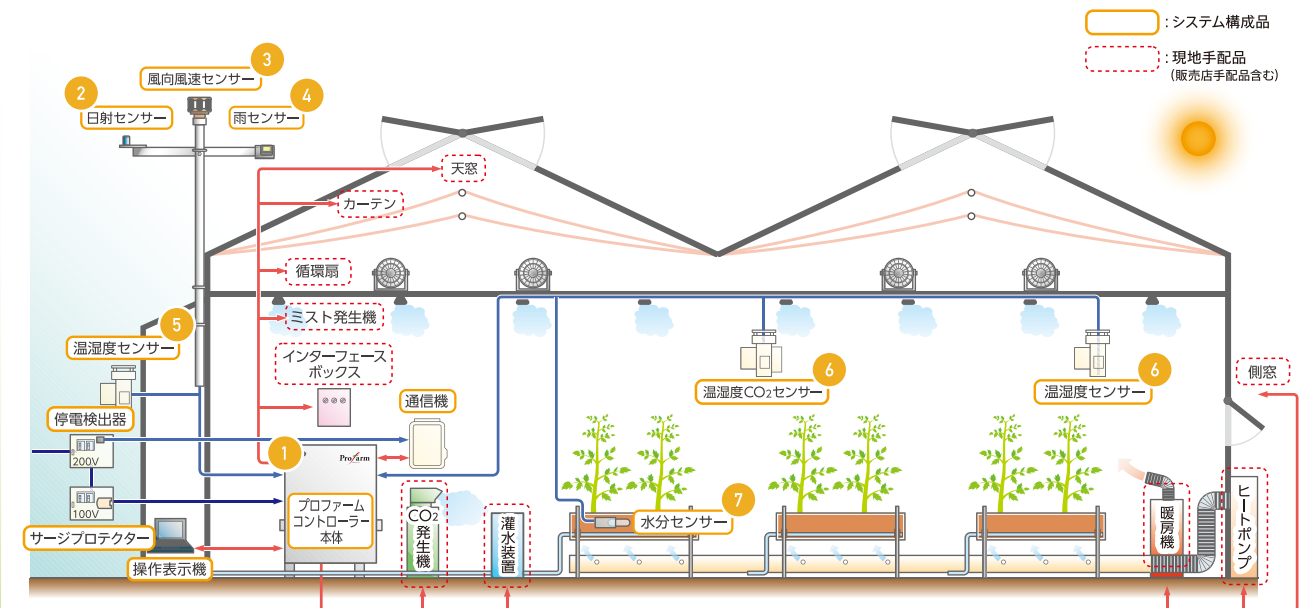 : システム構成品
: 現地手配品
(販売店手配品含む)
3
風向風速センサー
2
日射センサー
4
雨センサー
天窓
カーテン
循環扇
ミスト発生機
5
温湿度センサー
インターフェース
ボックス
6
温湿度CO2センサー
6
温湿度センサー
側窓
通信機
停電検出器
200V
100V
1
Profarm
プロファーム
コントローラー
本体
サージプロテクター
操作表示機
CO2
発生機
灌水装置
7
水分センサー
暖房機
ヒートポンプ